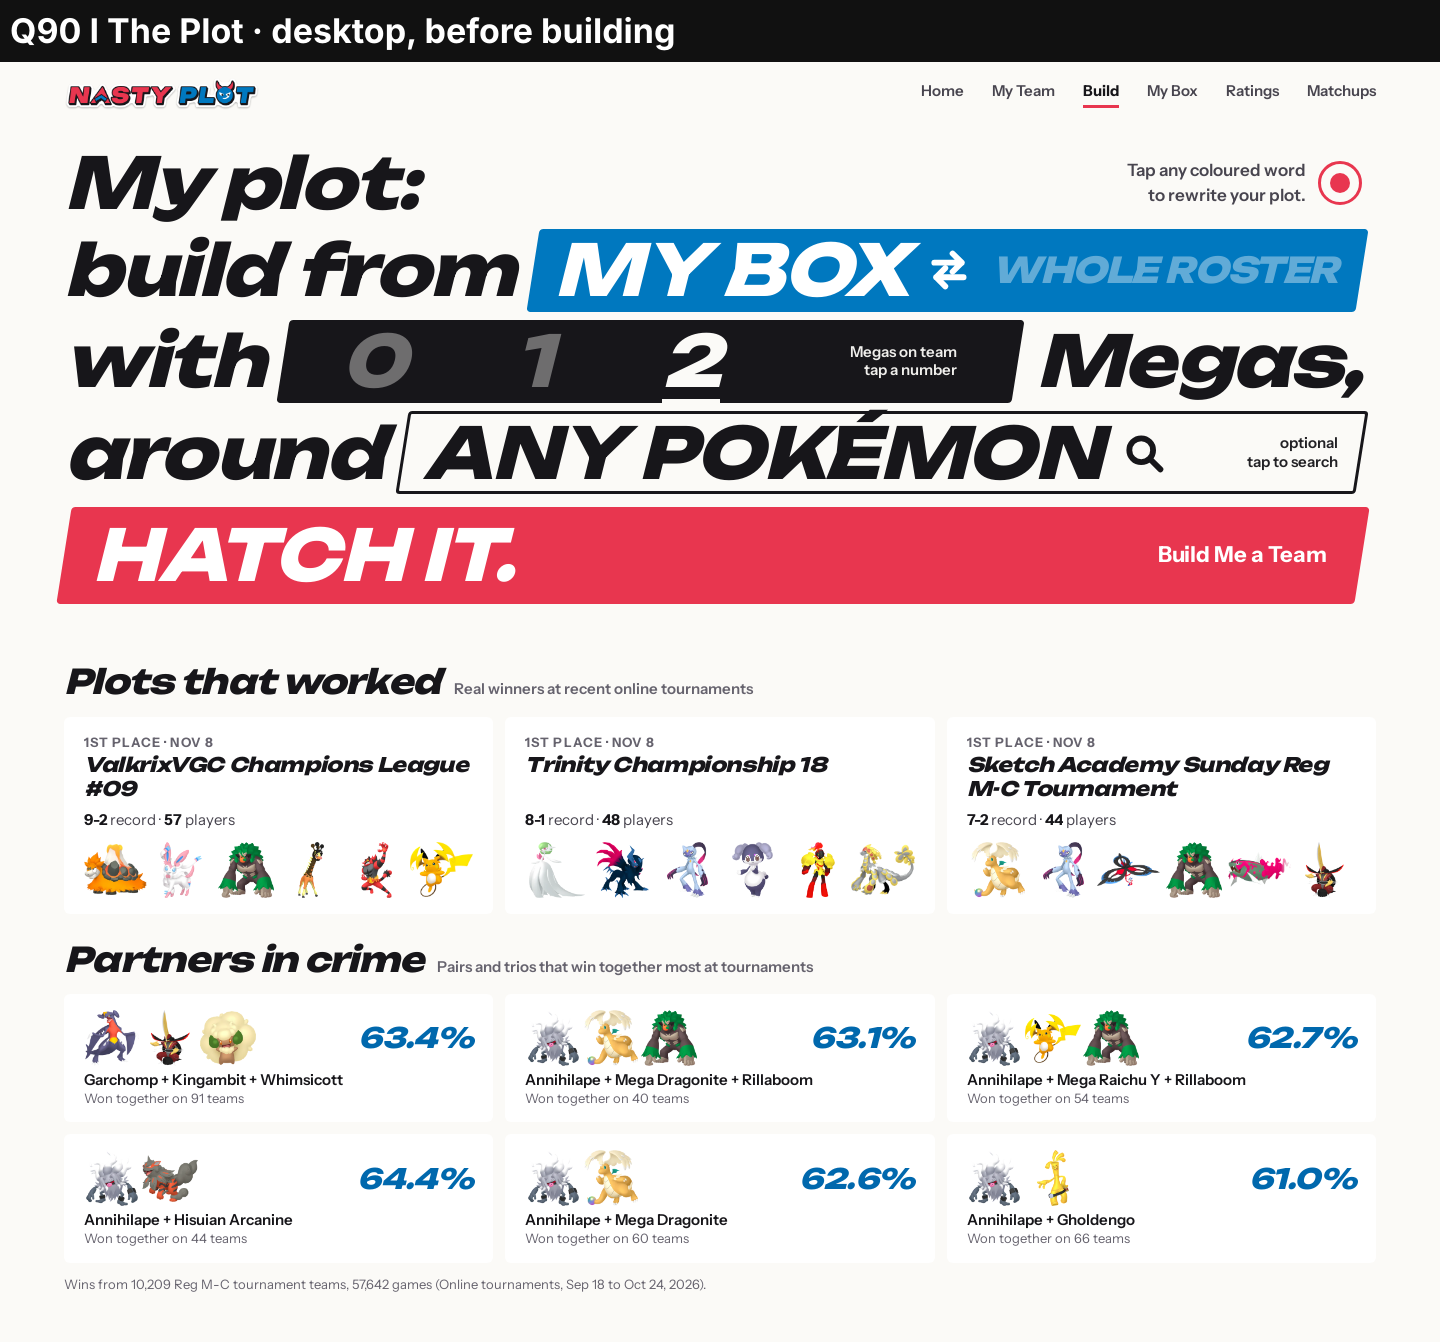 Q90 I The Plot · desktop, before building
NASTY PLOT
Home My Team Build My Box Ratings Matchups
My plot:
Tap any coloured word
to rewrite your plot.
build from MY BOX WHOLE ROSTER
with 0 1 2 Megas on team
tap a number
Megas,
around ANY POKÉMON optional
tap to search
HATCH IT. Build Me a Team
Plots that worked Real winners at recent online tournaments
1ST PLACE · NOV 8
ValkrixVGC Champions League
#09
9-2 record · 57 players
1ST PLACE · NOV 8
Trinity Championship 18
8-1 record · 48 players
1ST PLACE · NOV 8
Sketch Academy Sunday Reg
M-C Tournament
7-2 record · 44 players
Partners in crime Pairs and trios that win together most at tournaments
63.4%
Garchomp + Kingambit + Whimsicott
Won together on 91 teams
63.1%
Annihilape + Mega Dragonite + Rillaboom
Won together on 40 teams
62.7%
Annihilape + Mega Raichu Y + Rillaboom
Won together on 54 teams
64.4%
Annihilape + Hisuian Arcanine
Won together on 44 teams
62.6%
Annihilape + Mega Dragonite
Won together on 60 teams
61.0%
Annihilape + Gholdengo
Won together on 66 teams
Wins from 10,209 Reg M-C tournament teams, 57,642 games (Online tournaments, Sep 18 to Oct 24, 2026).